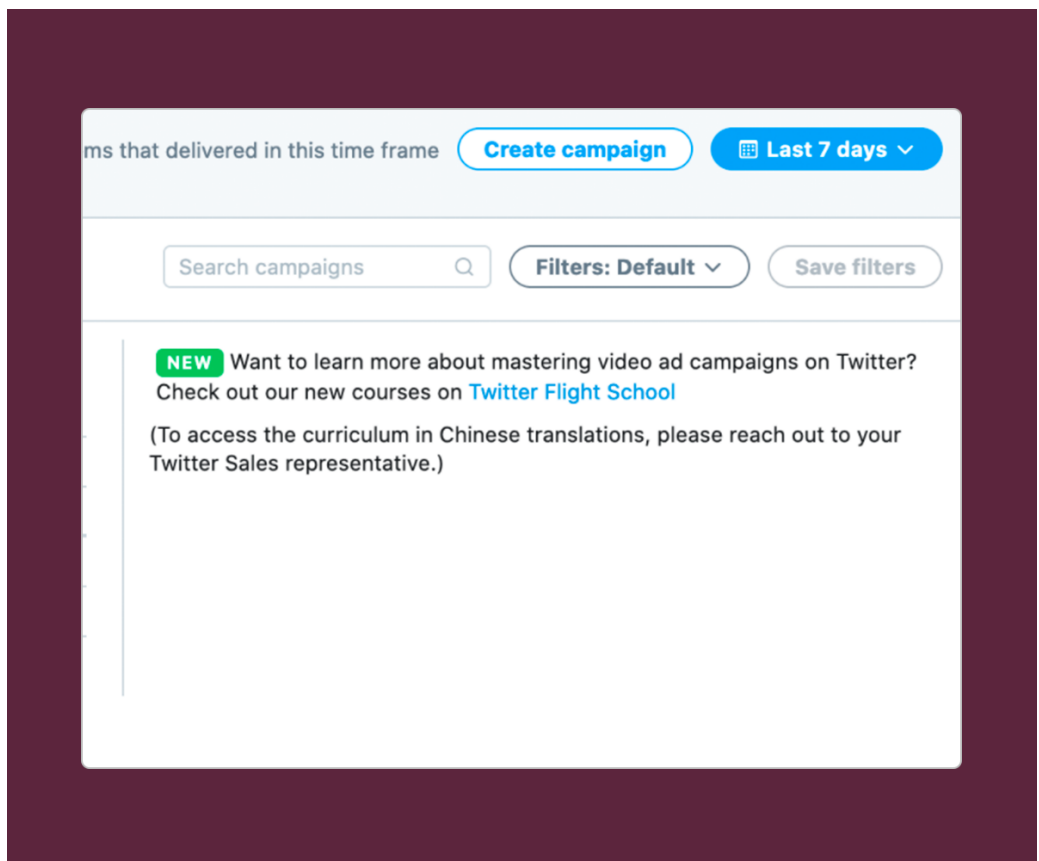 ms that delivered in this time frame Create campaign Last 7 days
Search campaigns Filters: Default Save filters
NEW Want to learn more about mastering video ad campaigns on Twitter?
Check out our new courses on Twitter Flight School
(To access the curriculum in Chinese translations, please reach out to your
Twitter Sales representative.)